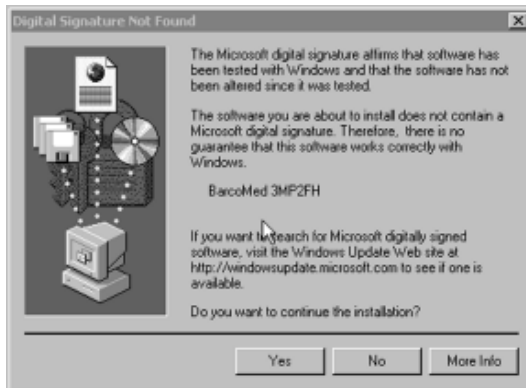 Digital Signature Not Found
The Microsoft digital signature affirms that software has
been tested with Windows and that the software has not
been altered since it was tested.
The software you are about to install does not contain a
Microsoft digital signature. Therefore, there is no
guarantee that this software works correctly with
Windows.
BarcoMed 3MP2FH
If you want to search for Microsoft digitally signed
software, visit the Windows Update Web site at
http://windowsupdate.microsoft.com to see if one is
available.
Do you want to continue the installation?
Yes
No
More Info